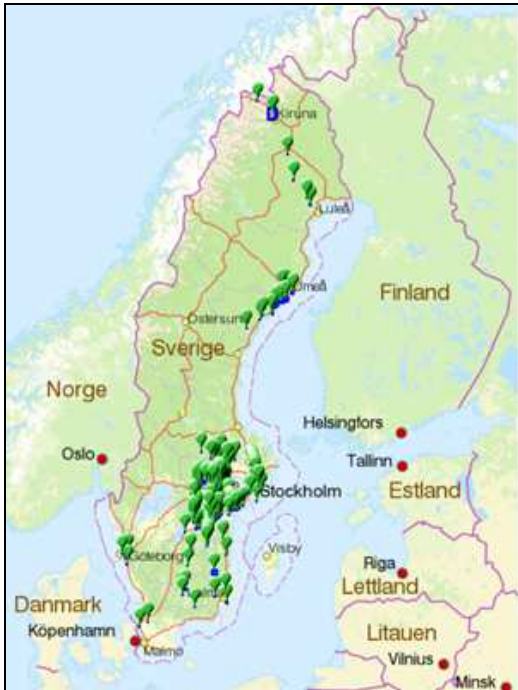 Kiruna
Luleå
Umeå
Östersund
Finland
Sverige
Norge
Helsingfors
Oslo
Tallinn
Stockholm
Estland
Visby
Göteborg
Riga
Lettland
Danmark
Köpenhamn
Litauen
Malmö
Vilnius
Minsk